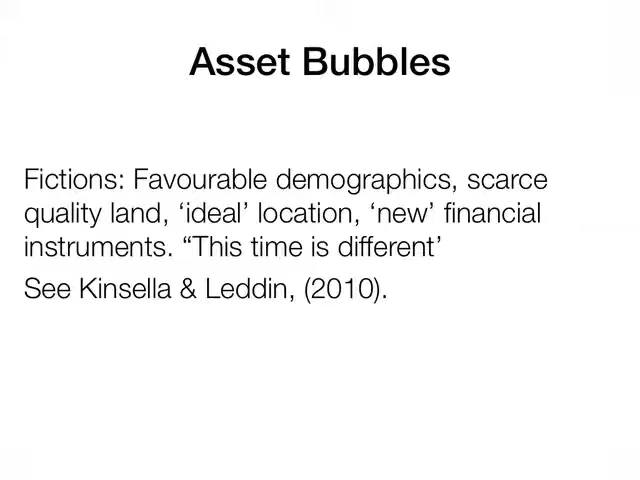 Asset Bubbles
Fictions: Favourable demographics, scarce
quality land, ‘ideal’ location, ‘new’ financial
instruments. “This time is different’
See Kinsella & Leddin, (2010).